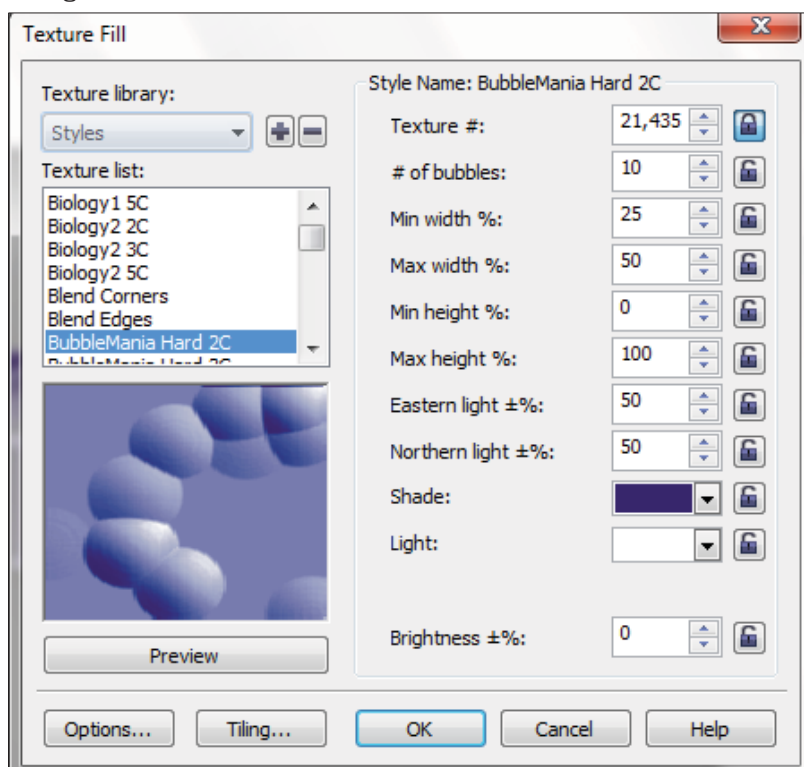 Texture Fill
Texture library:
Styles
Texture list:
Biology1 5C
Biology2 2C
Biology2 3C
Biology2 5C
Blend Corners
Blend Edges
BubbleMania Hard 2C
Preview
Style Name: BubbleMania Hard 2C
Texture #: 21,435
# of bubbles: 10
Min width %: 25
Max width %: 50
Min height %: 0
Max height %: 100
Eastern light ±%: 50
Northern light ±%: 50
Shade:
Light:
Brightness ±%: 0
Options... Tiling... OK Cancel Help